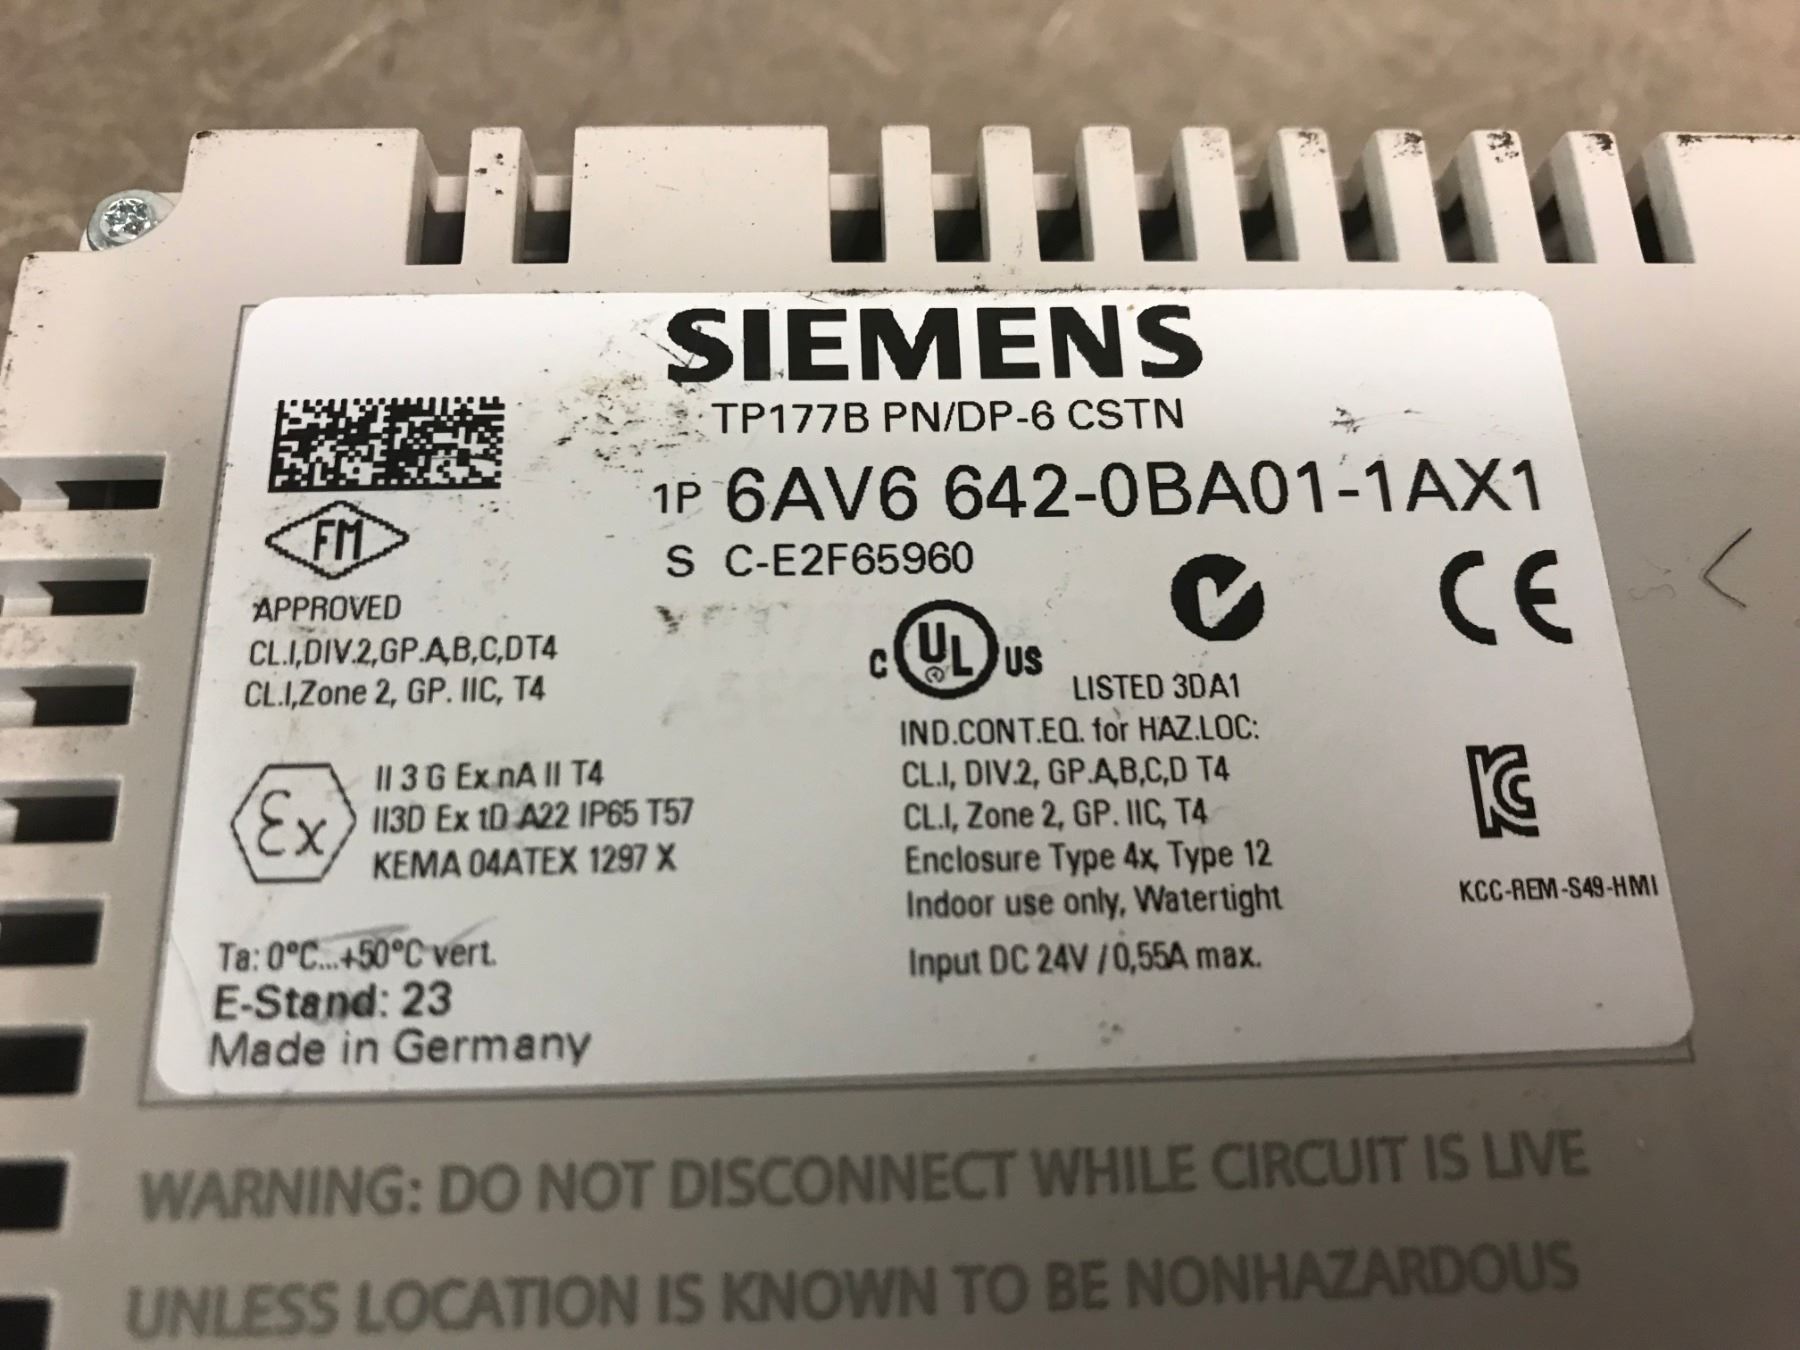 SIEMENS
TP177B PN/DP-6 CSTN
1P 6AV6 642-0BA01-1AX1
S C-E2F65960
FM
APPROVED
CL.I,DIV.2,GP.A,B,C,DT4
CL.I,Zone 2, GP. IIC, T4
C UL US
LISTED 3DA1
CE
IND.CONT.EQ. for HAZ.LOC:
CL.I, DIV.2, GP.A,B,C,D T4
CL.I, Zone 2, GP. IIC, T4
Enclosure Type 4x, Type 12
Indoor use only, Watertight
Input DC 24V / 0,55A max.
KCC-REM-S49-HMI
Ex
II 3 G Ex nA II T4
II3D Ex tD A22 IP65 T57
KEMA 04ATEX 1297 X
Ta: 0°C...+50°C vert.
E-Stand: 23
Made in Germany
WARNING: DO NOT DISCONNECT WHILE CIRCUIT IS LIVE
UNLESS LOCATION IS KNOWN TO BE NONHAZARDOUS